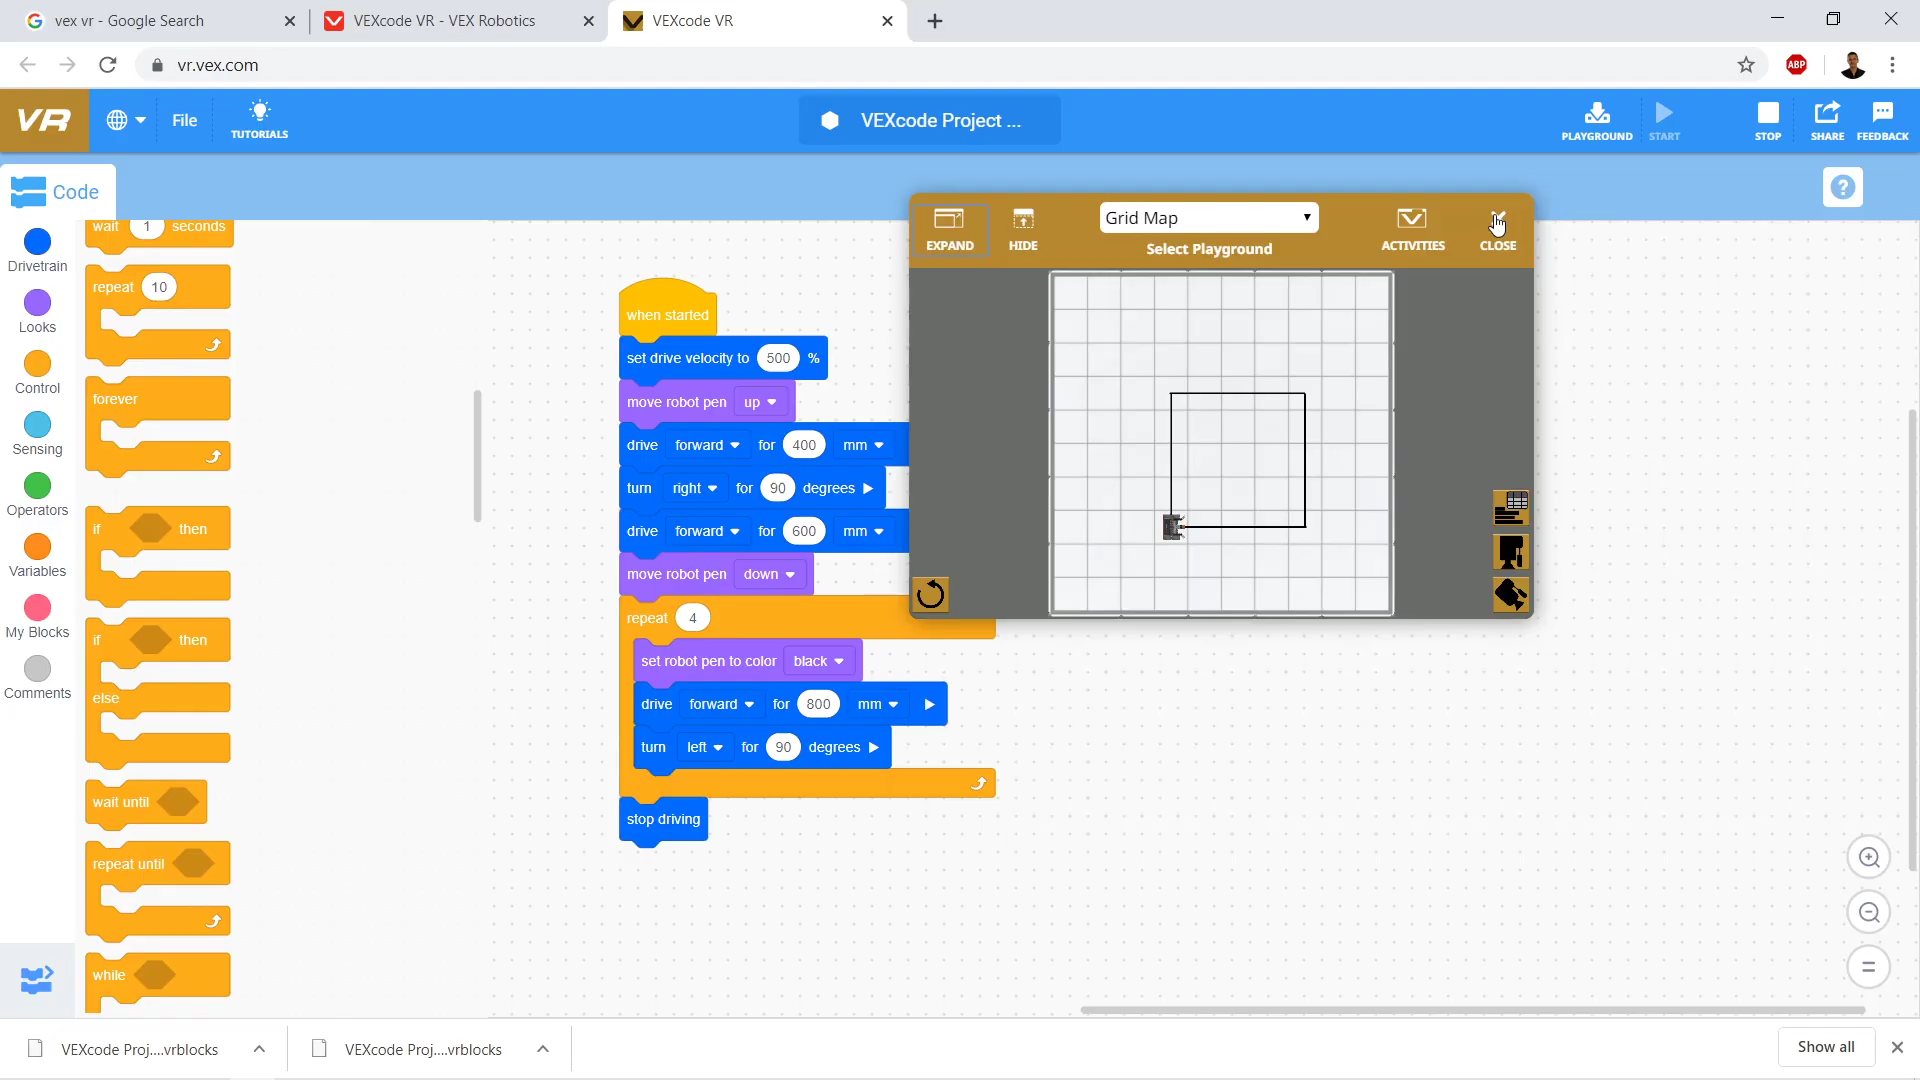 vex vr - Google Search
VEXcode VR - VEX Robotics
VEXcode VR
vr.vex.com
ABP
VR
File
TUTORIALS
VEXcode Project ...
PLAYGROUND
START
STOP
SHARE
FEEDBACK
Code
?
Drivetrain
Looks
Control
Sensing
Operators
Variables
My Blocks
Comments
wait 1 seconds
repeat 10
forever
if then
if then
else
wait until
repeat until
while
when started
set drive velocity to 500 %
move robot pen up
drive forward for 400 mm
turn right for 90 degrees
drive forward for 600 mm
move robot pen down
repeat 4
set robot pen to color black
drive forward for 800 mm
turn left for 90 degrees
stop driving
EXPAND
HIDE
Grid Map
Select Playground
ACTIVITIES
CLOSE
VEXcode Proj....vrblocks
VEXcode Proj....vrblocks
Show all